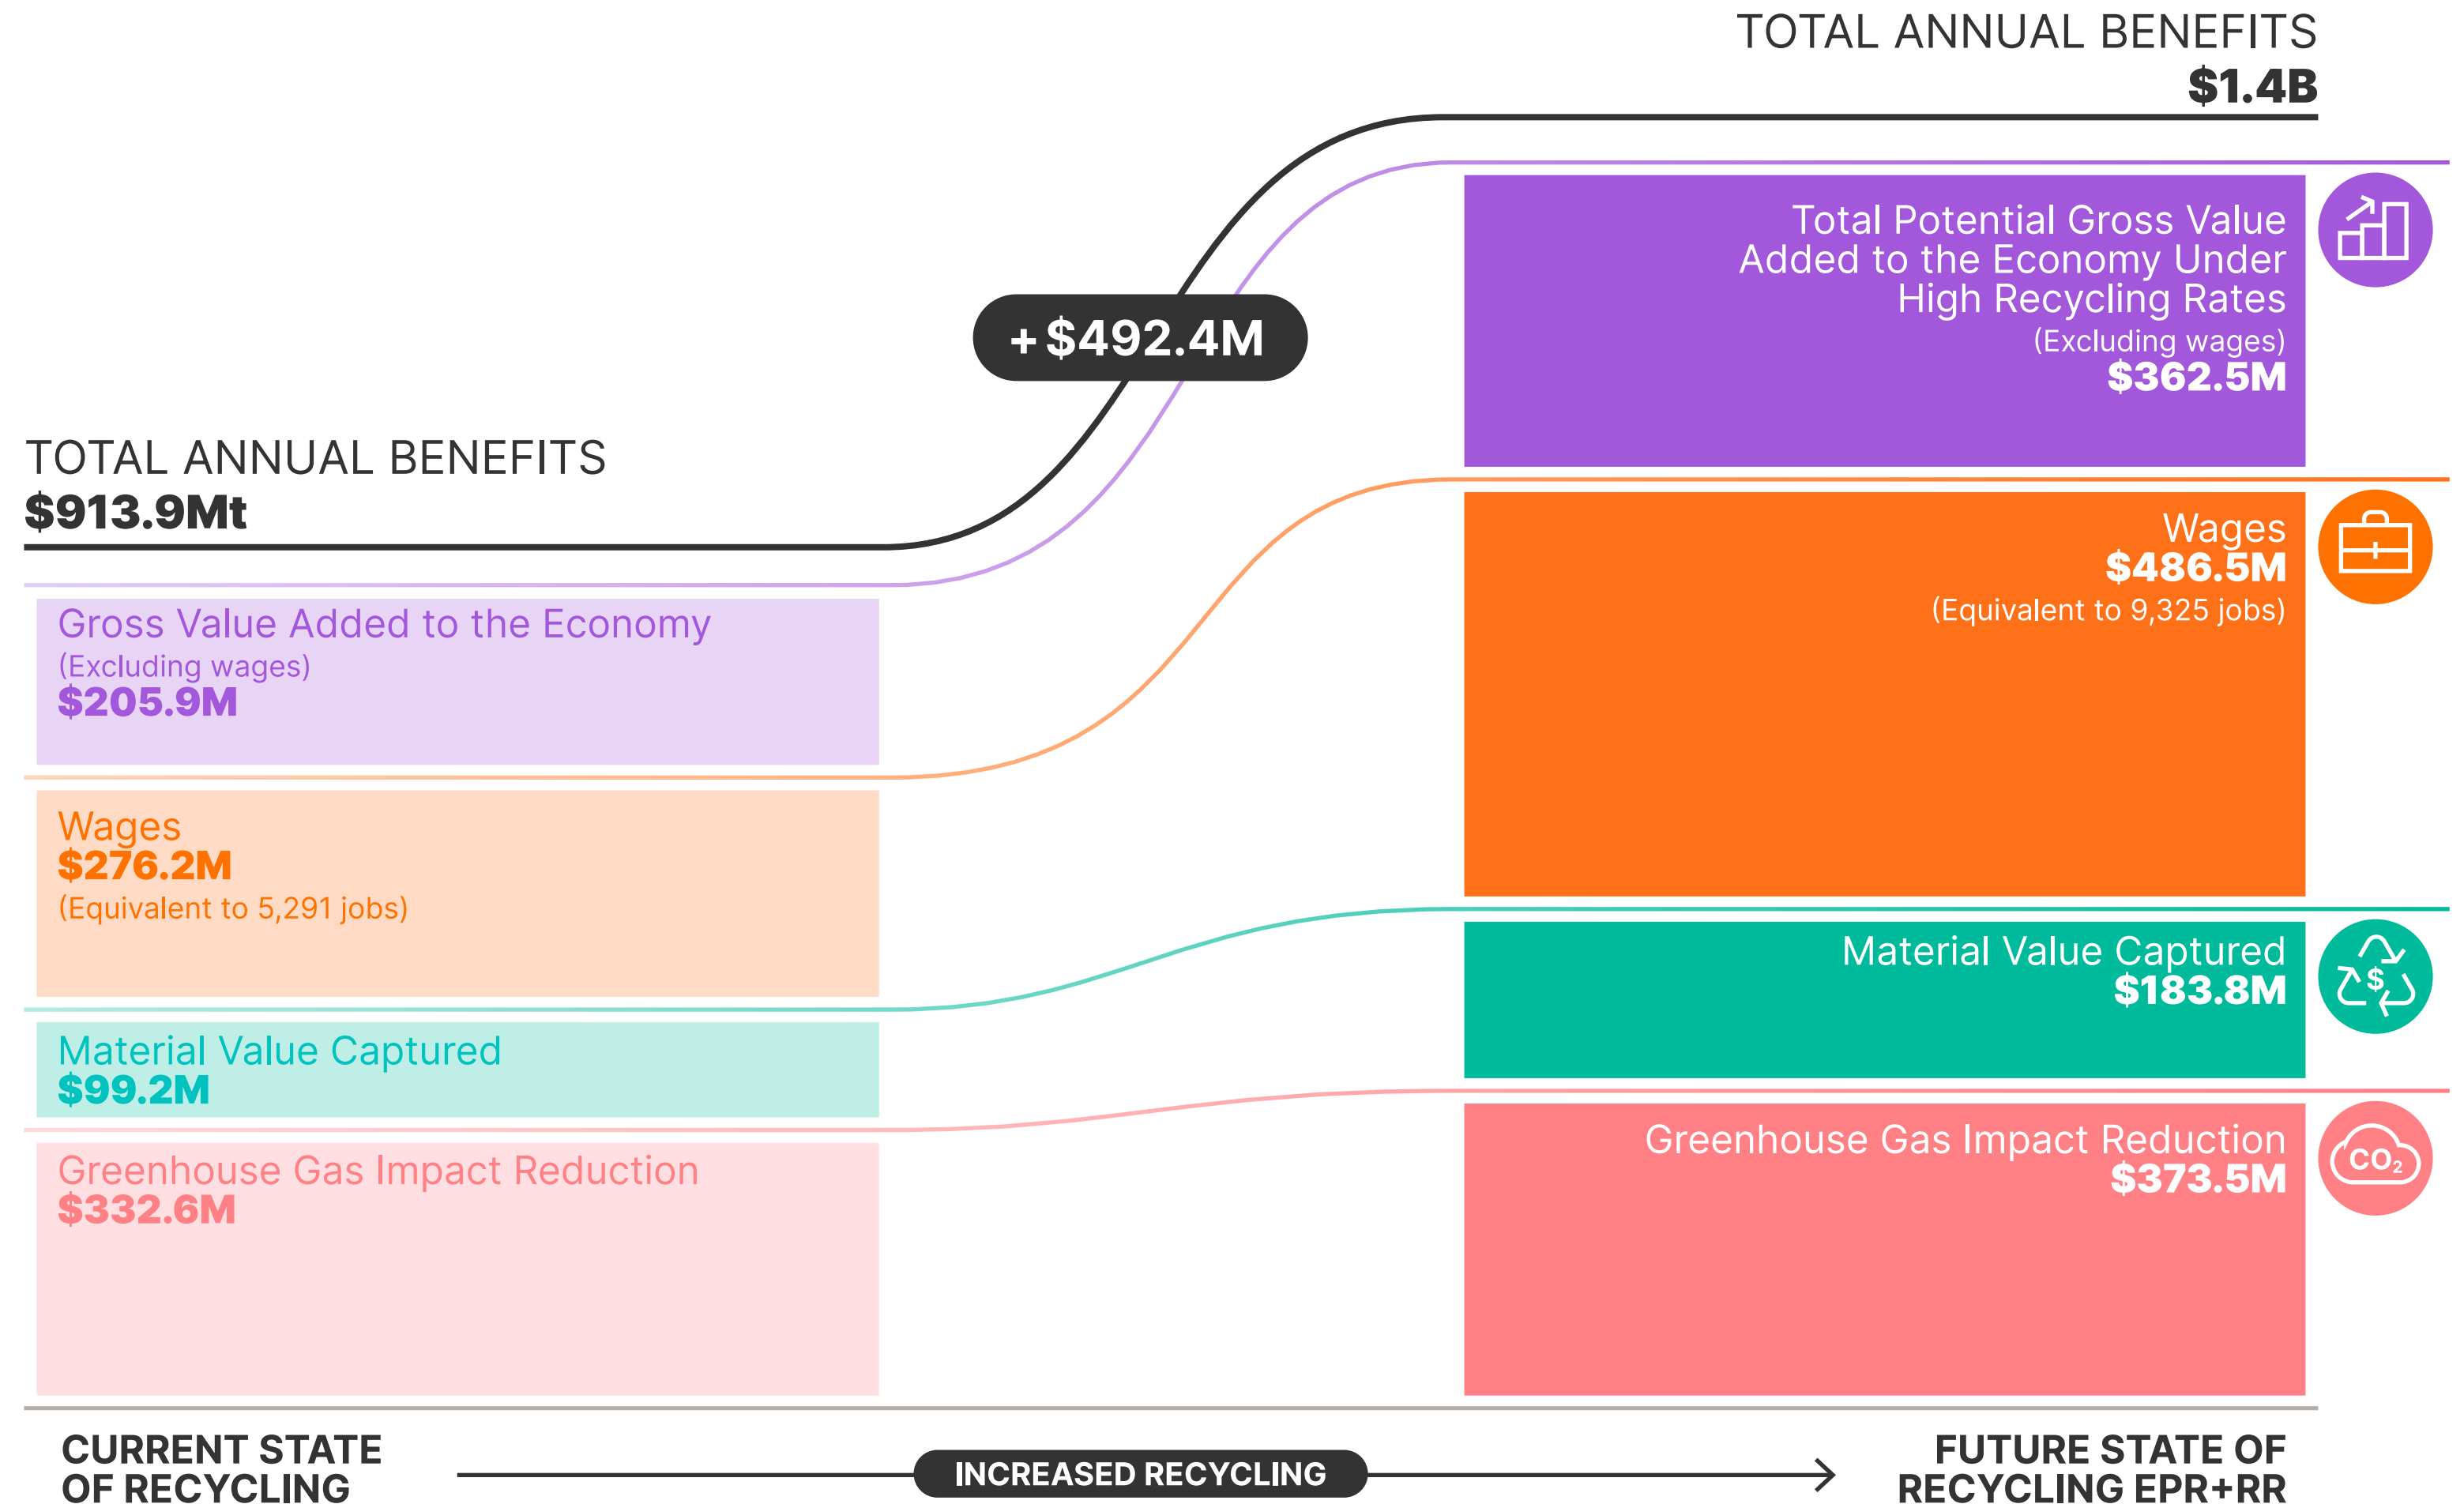 TOTAL ANNUAL BENEFITS
$1.4B
Total Potential Gross Value
Added to the Economy Under
High Recycling Rates
(Excluding wages)
$362.5M
+$492.4M
TOTAL ANNUAL BENEFITS
$913.9Mt
Gross Value Added to the Economy
(Excluding wages)
$205.9M
Wages
$486.5M
(Equivalent to 9,325 jobs)
Wages
$276.2M
(Equivalent to 5,291 jobs)
Material Value Captured
$183.8M
$
Material Value Captured
$99.2M
Greenhouse Gas Impact Reduction
$373.5M
CO₂
Greenhouse Gas Impact Reduction
$332.6M
CURRENT STATE
OF RECYCLING
INCREASED RECYCLING
FUTURE STATE OF
RECYCLING EPR+RR